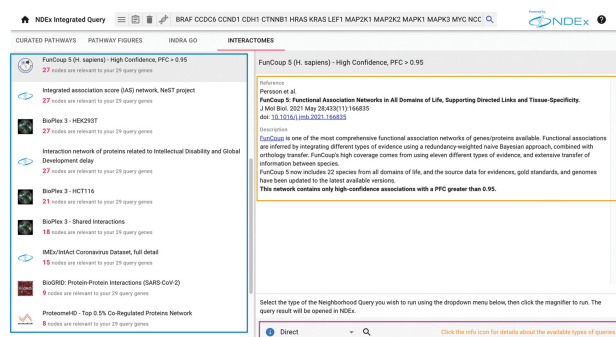 Powered By
NDEx Integrated Query
BRAF CCDC6 CCND1 CDH1 CTNNB1 HRAS KRAS LEF1 MAP2K1 MAP2K2 MAPK1 MAPK3 MYC NCC
NDEx
CURATED PATHWAYS PATHWAY FIGURES INDRA GO INTERACTOMES
FunCoup 5 (H. sapiens) - High Confidence, PFC > 0.95
27 nodes are relevant to your 29 query genes
Integrated association score (IAS) network, NeST project
27 nodes are relevant to your 29 query genes
BioPlex 3 - HEK293T
27 nodes are relevant to your 29 query genes
Interaction network of proteins related to Intellectual Disability and Global
Development delay
27 nodes are relevant to your 29 query genes
BioPlex 3 - HCT116
21 nodes are relevant to your 29 query genes
BioPlex 3 - Shared Interactions
18 nodes are relevant to your 29 query genes
IMEx/IntAct Coronavirus Dataset, full detail
15 nodes are relevant to your 29 query genes
BioGRID: Protein-Protein Interactions (SARS-CoV-2)
9 nodes are relevant to your 29 query genes
ProteomeHD - Top 0.5% Co-Regulated Proteins Network
8 nodes are relevant to your 29 query genes
FunCoup 5 (H. sapiens) - High Confidence, PFC > 0.95
Reference
Persson et al.
FunCoup 5: Functional Association Networks in All Domains of Life, Supporting Directed Links and Tissue-Specificity.
J Mol Biol. 2021 May 28;433(11):166835
doi: 10.1016/j.jmb.2021.166835
Description
FunCoup is one of the most comprehensive functional association networks of genes/proteins available. Functional associations
are inferred by integrating different types of evidence using a redundancy-weighted naive Bayesian approach, combined with
orthology transfer. FunCoup's high coverage comes from using eleven different types of evidence, and extensive transfer of
information between species.
FunCoup 5 now includes 22 species from all domains of life, and the source data for evidences, gold standards, and genomes
have been updated to the latest available versions.
This network contains only high-confidence associations with a PFC greater than 0.95.
Select the type of the Neighborhood Query you wish to run using the dropdown menu below, then click the magnifier to run. The
query result will be opened in NDEx.
Direct
Click the info icon for details about the available types of queries